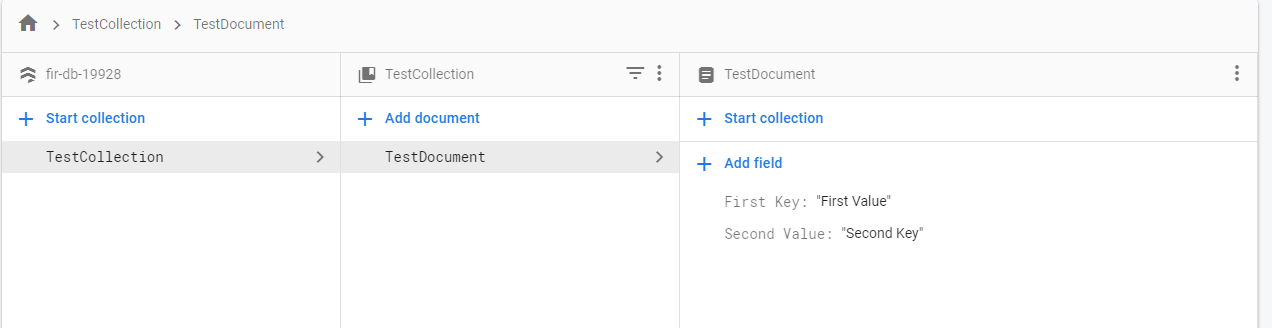 TestCollection > TestDocument
fir-db-19928
TestCollection
TestDocument
+ Start collection
+ Add document
+ Start collection
TestCollection >
TestDocument >
+ Add field
First Key: "First Value"
Second Value: "Second Key"